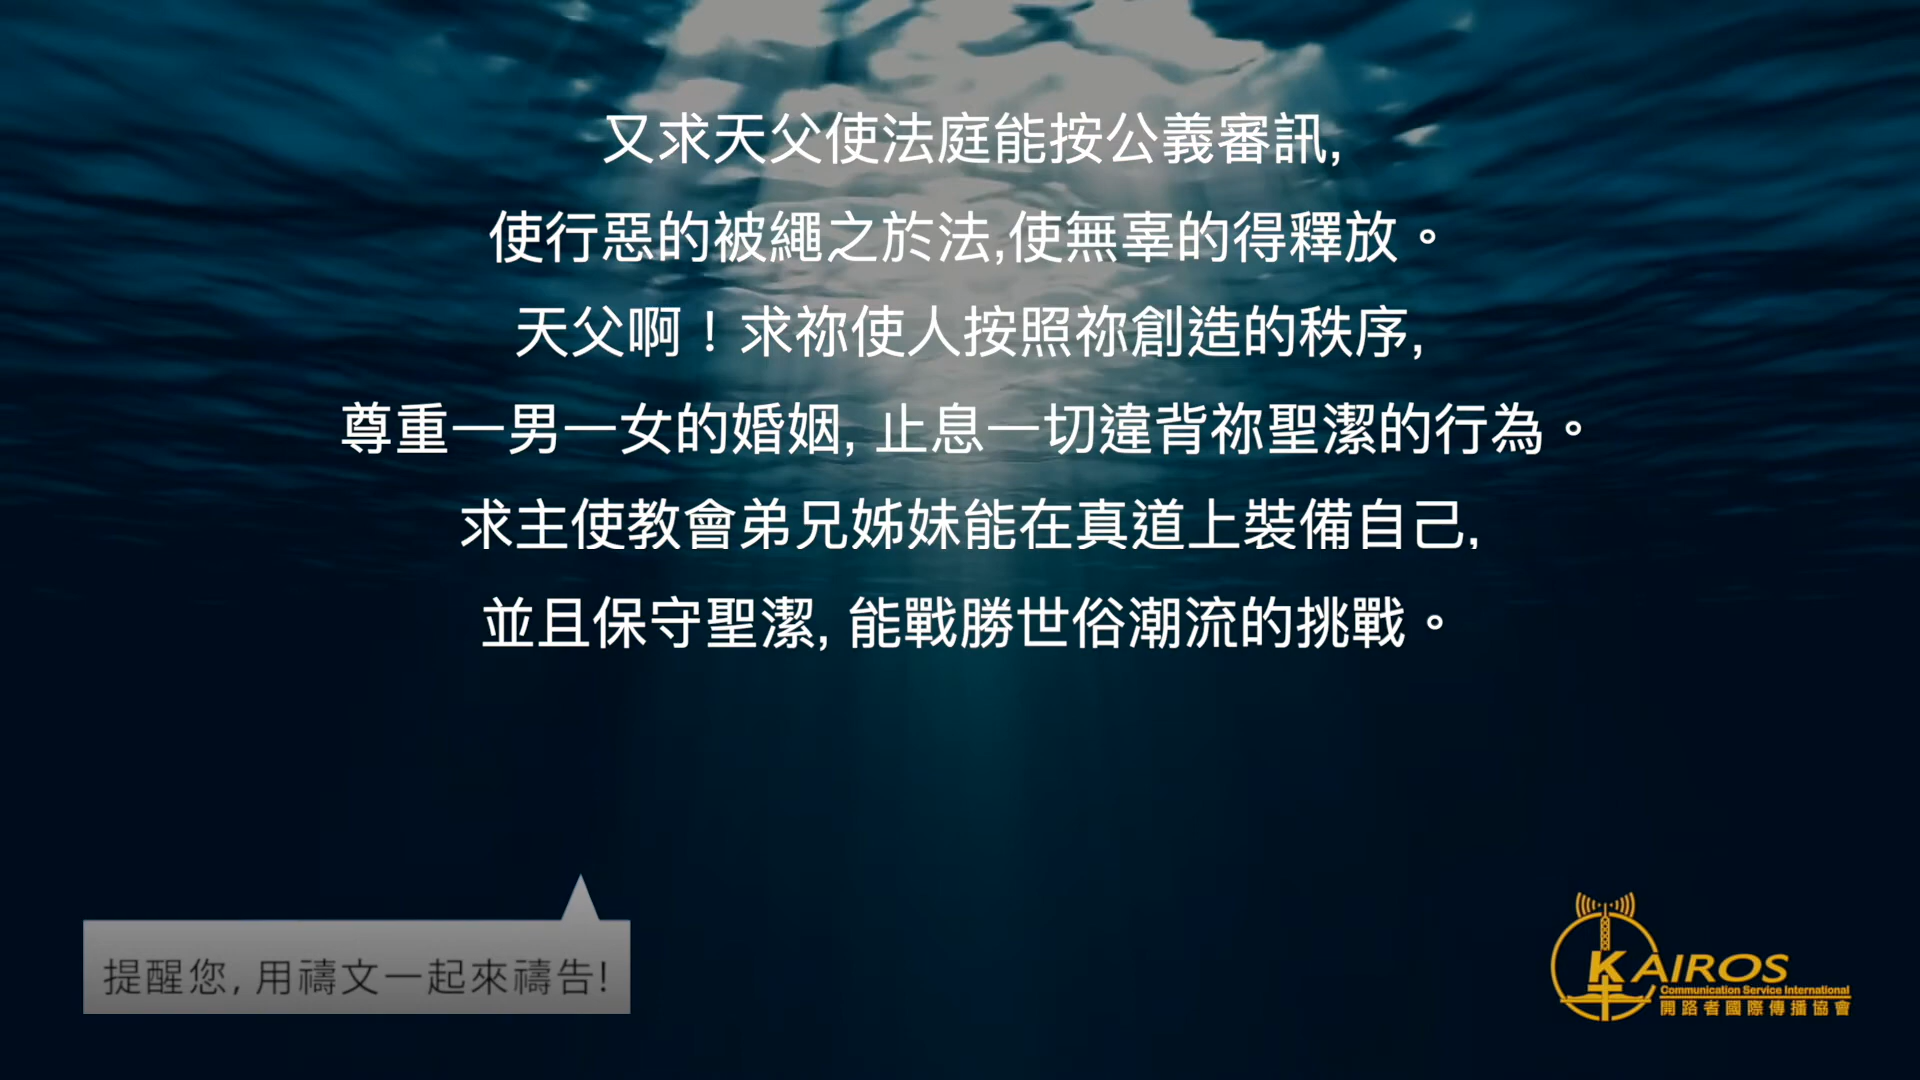 又求天父使法庭能按公義審訊,
使行惡的被繩之於法,使無辜的得釋放。
天父啊！求祢使人按照祢創造的秩序,
尊重一男一女的婚姻, 止息一切違背祢聖潔的行為。
求主使教會弟兄姊妹能在真道上裝備自己,
並且保守聖潔, 能戰勝世俗潮流的挑戰。
提醒您, 用禱文一起來禱告!
KAIROS
Communication Service International
開路者國際傳播協會